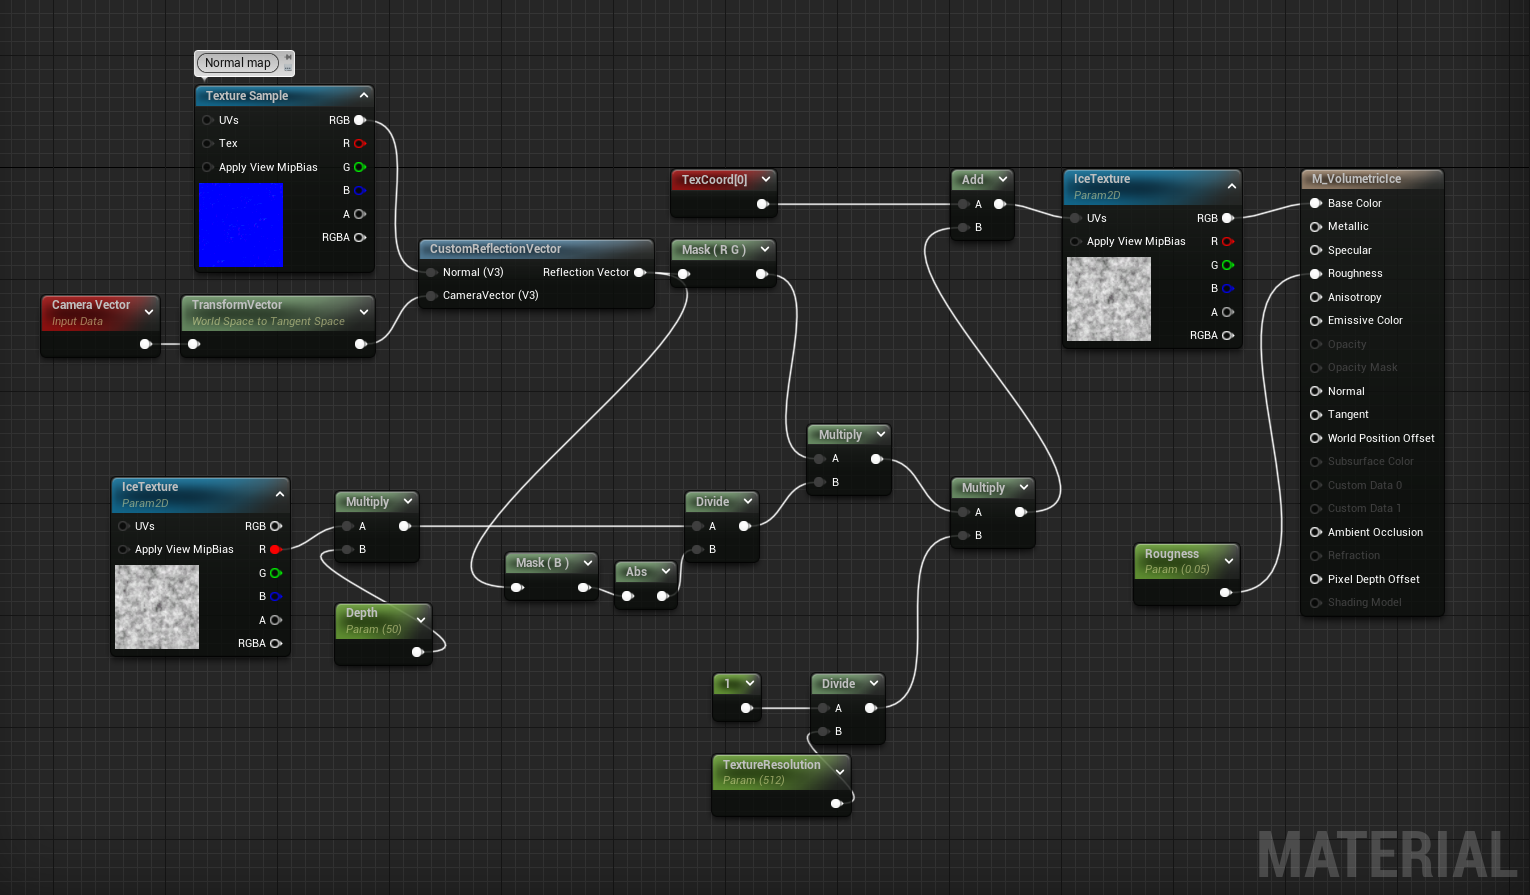 Normal map
Texture Sample
UVs RGB
Tex R
Apply View MipBias G
B
A
RGBA
Camera Vector
Input Data
TransformVector
World Space to Tangent Space
CustomReflectionVector
Normal (V3) Reflection Vector
CameraVector (V3)
TexCoord[0]
Mask ( R G )
Add
A
B
IceTexture
Param2D
UVs RGB
Apply View MipBias R
G
B
A
RGBA
M_VolumetricIce
Base Color
Metallic
Specular
Roughness
Anisotropy
Emissive Color
Opacity
Opacity Mask
Normal
Tangent
World Position Offset
Subsurface Color
Custom Data 0
Custom Data 1
Ambient Occlusion
Refraction
Pixel Depth Offset
Shading Model
IceTexture
Param2D
UVs RGB
Apply View MipBias R
G
B
A
RGBA
Multiply
A
B
Depth
Param (50)
Mask ( B )
Abs
Divide
A
B
Multiply
A
B
Multiply
A
B
Rougness
Param (0.05)
1
Divide
A
B
TextureResolution
Param (512)
MATERIAL